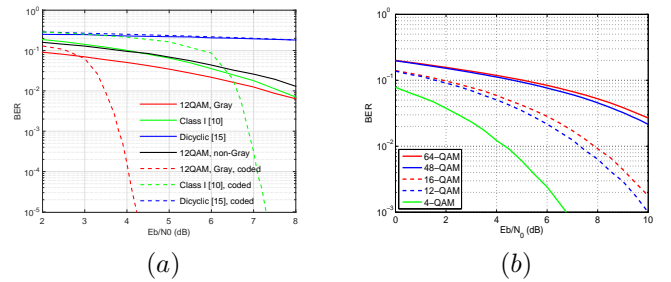 (a)
BER
10^0
10^-1
10^-2
10^-3
10^-4
10^-5
12QAM, Gray
Class I [10]
Dicyclic [15]
12QAM, non-Gray
12QAM, Gray, coded
Class I [10], coded
Dicyclic [15], coded
2 3 4 5 6 7 8
Eb/N0 (dB)
(a)
BER
10^0
10^-1
10^-2
10^-3
64-QAM
48-QAM
16-QAM
12-QAM
4-QAM
0 2 4 6 8 10
Eb/N_0 (dB)
(b)